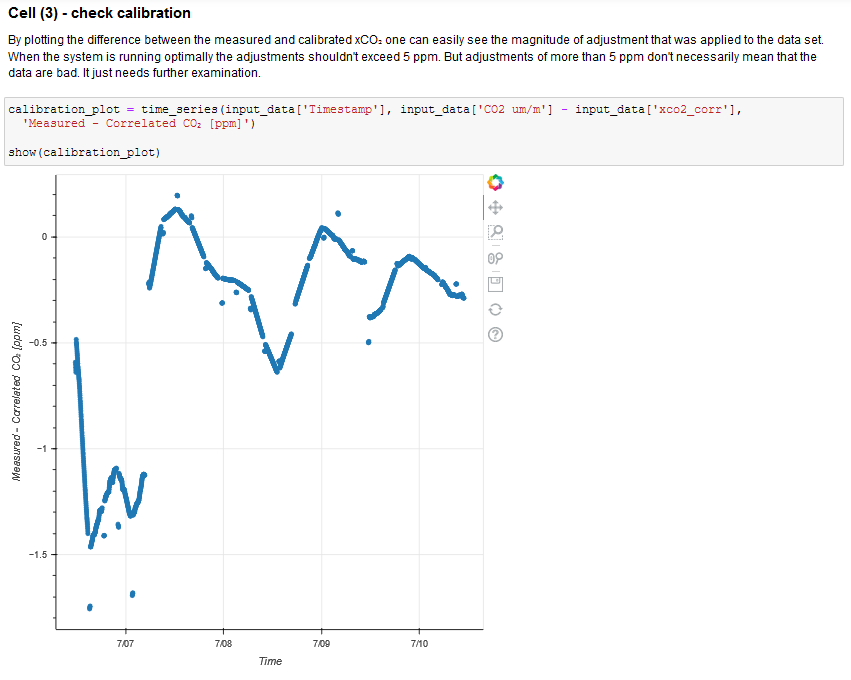 Cell (3) - check calibration
By plotting the difference between the measured and calibrated xCO₂ one can easily see the magnitude of adjustment that was applied to the data set.
When the system is running optimally the adjustments shouldn't exceed 5 ppm. But adjustments of more than 5 ppm don't necessarily mean that the
data are bad. It just needs further examination.
calibration_plot = time_series(input_data['Timestamp'], input_data['CO2 um/m'] - input_data['xco2_corr'],
'Measured - Correlated CO₂ [ppm]')
show(calibration_plot)
0
-0.5
-1
-1.5
Measured - Correlated CO₂ [ppm]
7/07
7/08
7/09
7/10
Time